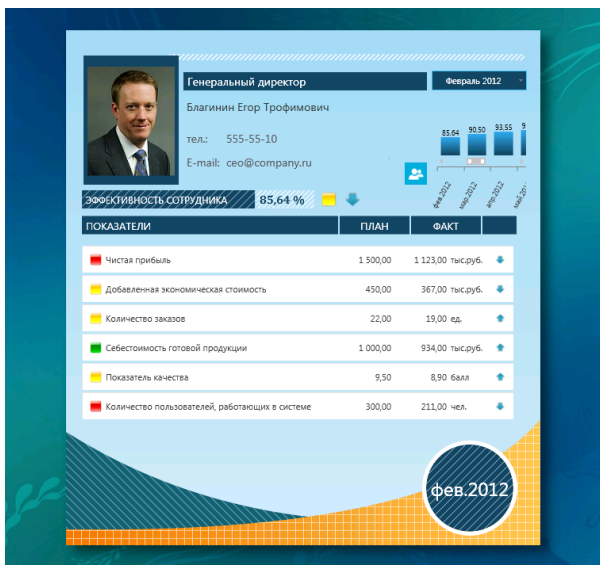 Генеральный директор
Февраль 2012
Благинин Егор Трофимович
тел.: 555-55-10
E-mail: ceo@company.ru
85.64 90.50 93.55 9
фев.2012 мар.2012 апр.2012 май.201
ЭФФЕКТИВНОСТЬ СОТРУДНИКА 85,64 %
ПОКАЗАТЕЛИ ПЛАН ФАКТ
Чистая прибыль 1 500,00 1 123,00 тыс.руб.
Добавленная экономическая стоимость 450,00 367,00 тыс.руб.
Количество заказов 22,00 19,00 ед.
Себестоимость готовой продукции 1 000,00 934,00 тыс.руб.
Показатель качества 9,50 8,90 балл
Количество пользователей, работающих в системе 300,00 211,00 чел.
фев.2012